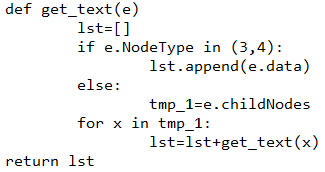 def get_text(e)
        lst=[]
        if e.NodeType in (3,4):
                lst.append(e.data)
        else:
                tmp_1=e.childNodes
        for x in tmp_1:
                lst=lst+get_text(x)
return lst